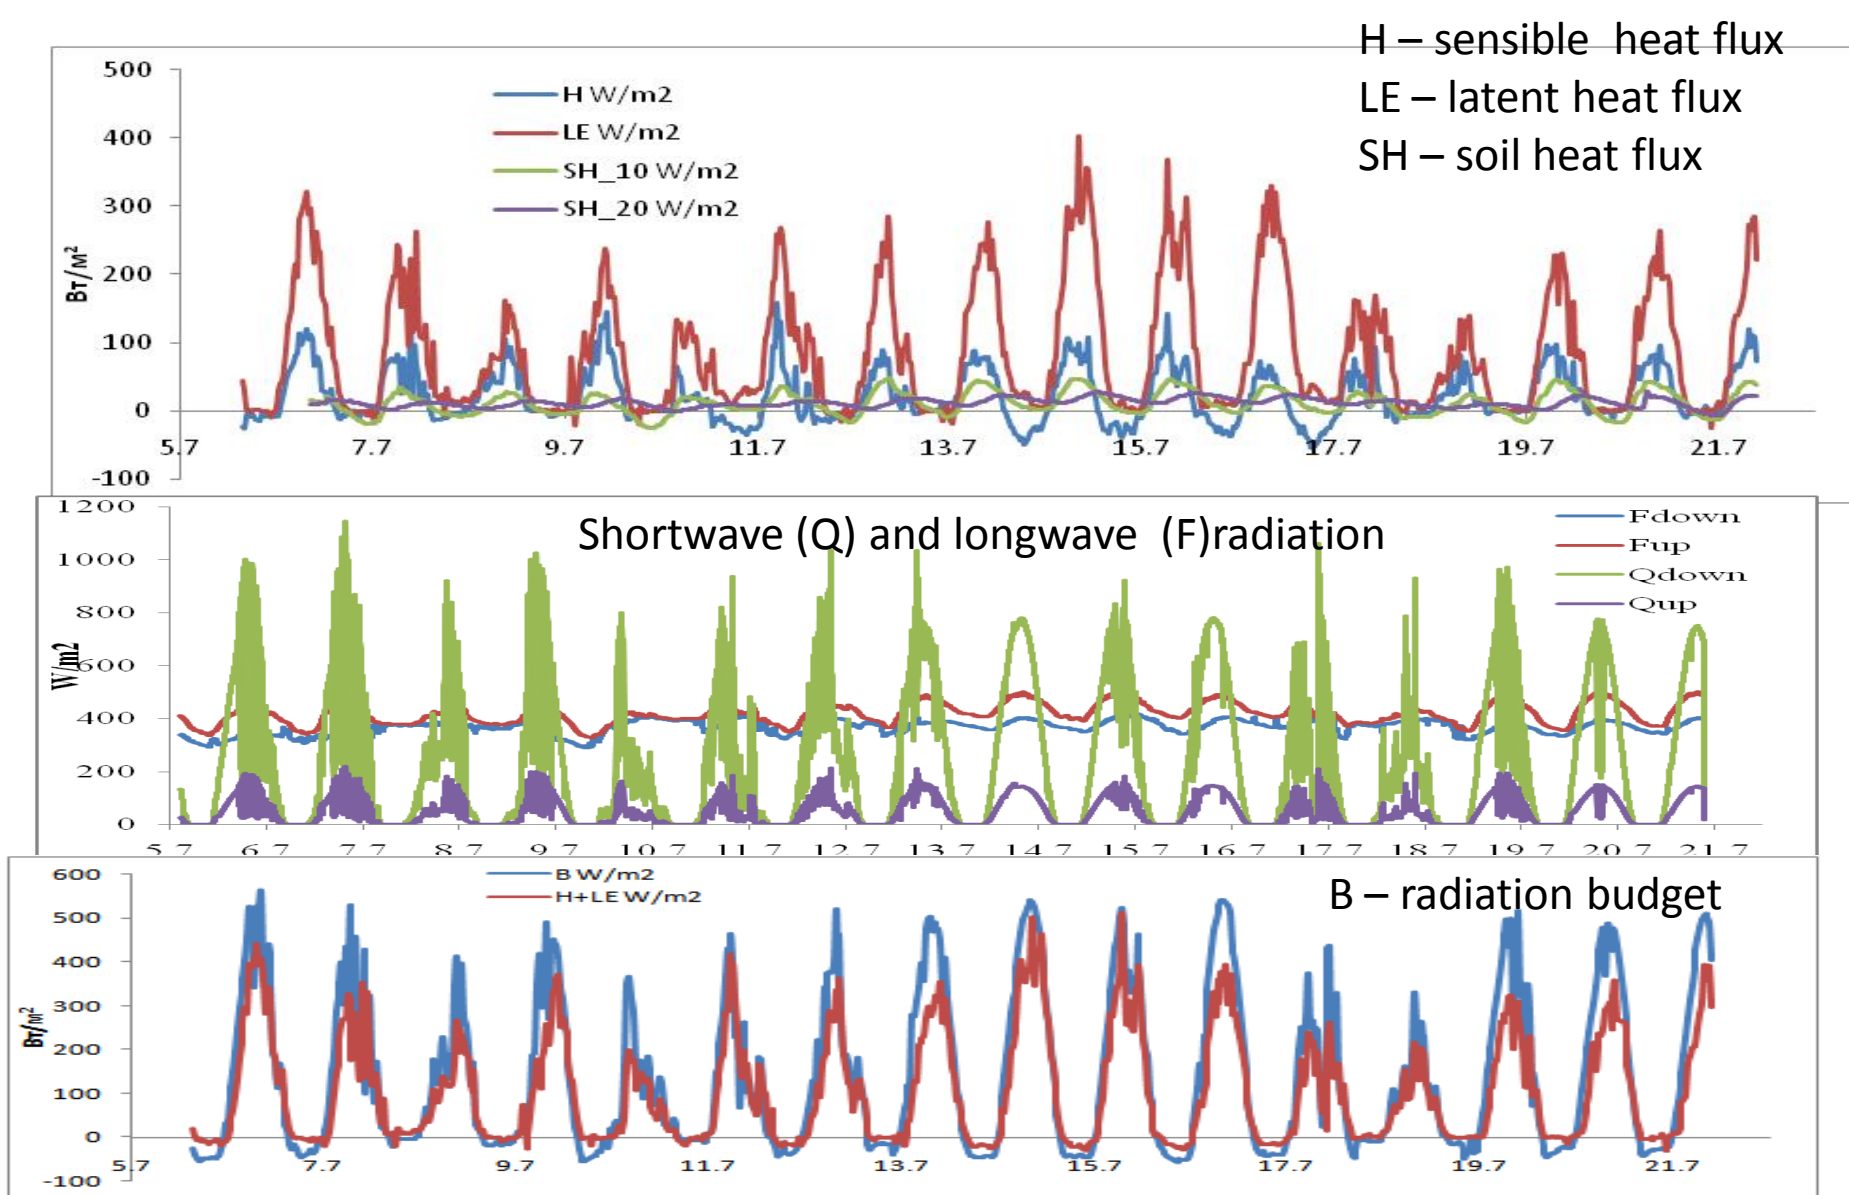 H – sensible heat flux
LE – latent heat flux
SH – soil heat flux
500
400
300
200
100
0
-100
Вт/м²
H W/m2
LE W/m2
SH_10 W/m2
SH_20 W/m2
5.7 7.7 9.7 11.7 13.7 15.7 17.7 19.7 21.7
Shortwave (Q) and longwave (F)radiation
1200
1000
800
600
400
200
0
W/m2
Fdown
Fup
Qdown
Qup
5 7 6 7 7 7 8 7 9 7 10 7 11 7 12 7 13 7 14 7 15 7 16 7 17 7 18 7 19 7 20 7 21 7
B – radiation budget
600
500
400
300
200
100
0
-100
Вт/м²
B W/m2
H+LE W/m2
5.7 7.7 9.7 11.7 13.7 15.7 17.7 19.7 21.7